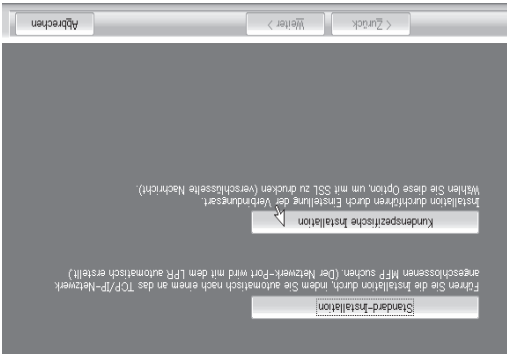 Standard-Installation
Führen Sie die Installation durch, indem Sie automatisch nach einem an das TCP/IP-Netzwerk
angeschlossenen MFP suchen. (Der Netzwerk-Port wird mit dem LPR automatisch erstellt)
Kundenspezifische Installation
Installation durchführen durch Einstellung der Verbindungsart.
Wählen Sie diese Option, um mit SSL zu drucken (verschlüsselte Nachricht).
< Zurück
Weiter >
Abbrechen